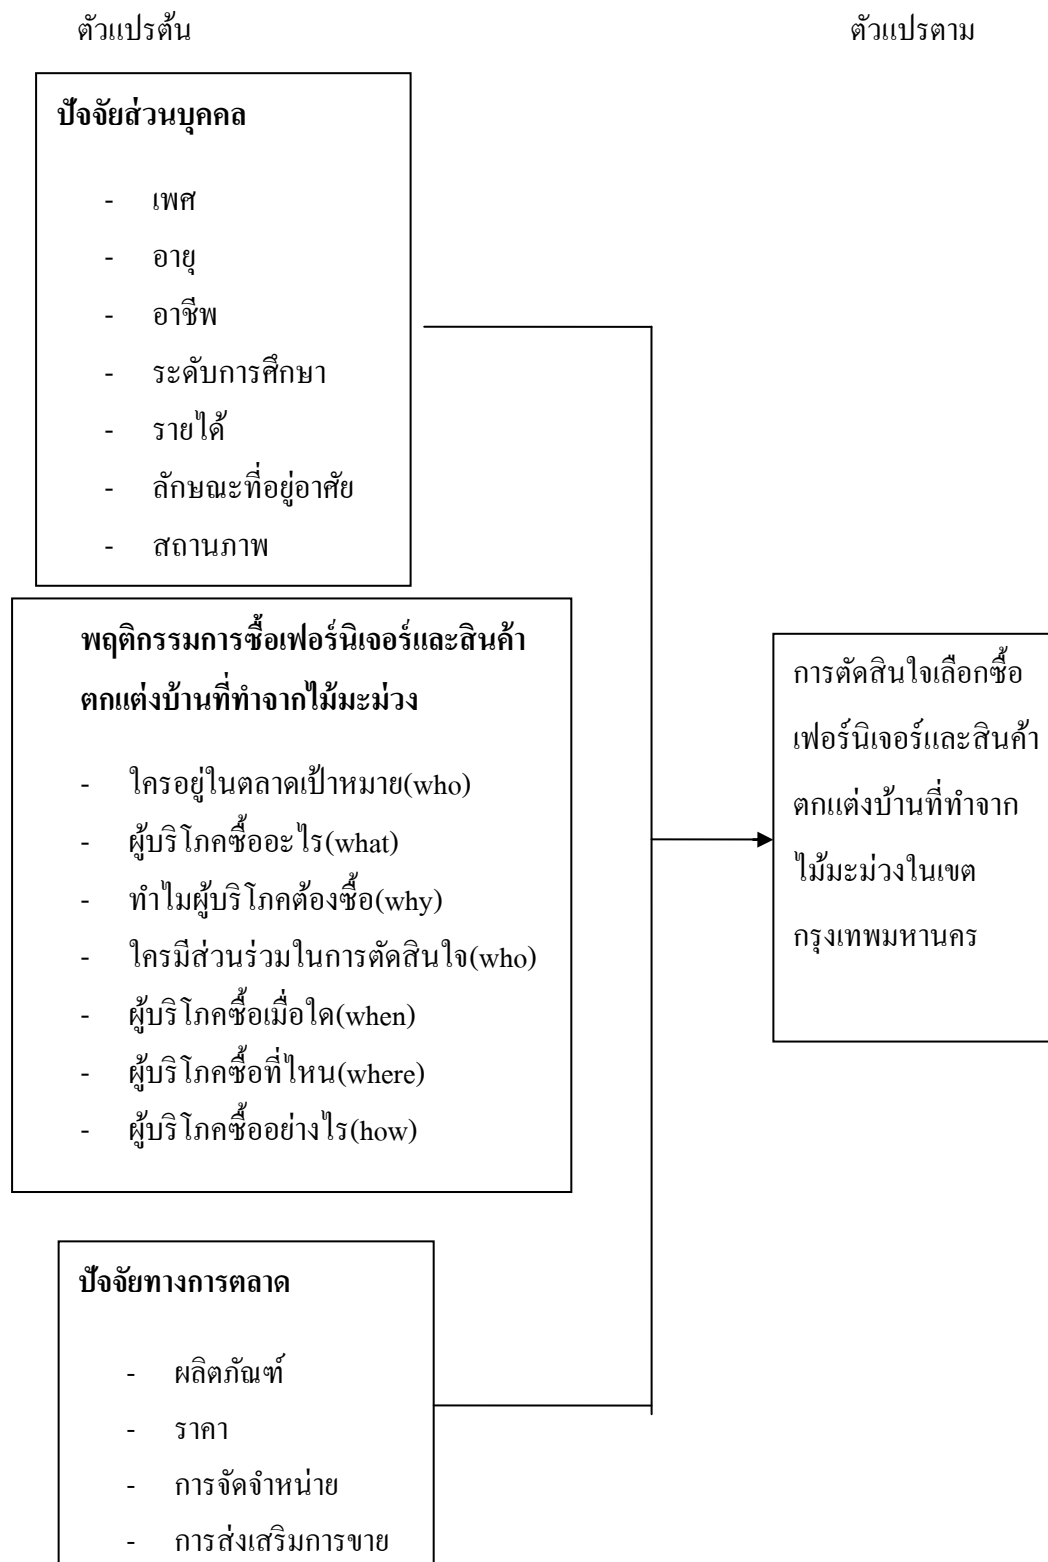 ตัวแปรต้น
ตัวแปรตาม
ปัจจัยส่วนบุคคล
- เพศ
- อายุ
- อาชีพ
- ระดับการศึกษา
- รายได้
- ลักษณะที่อยู่อาศัย
- สถานภาพ
พฤติกรรมการซื้อเฟอร์นิเจอร์และสินค้า
ตกแต่งบ้านที่ทำจากไม้มะม่วง
- ใครอยู่ในตลาดเป้าหมาย(who)
- ผู้บริโภคซื้ออะไร(what)
- ทำไมผู้บริโภคต้องซื้อ(why)
- ใครมีส่วนร่วมในการตัดสินใจ(who)
- ผู้บริโภคซื้อเมื่อใด(when)
- ผู้บริโภคซื้อที่ไหน(where)
- ผู้บริโภคซื้ออย่างไร(how)
ปัจจัยทางการตลาด
- ผลิตภัณฑ์
- ราคา
- การจัดจำหน่าย
- การส่งเสริมการขาย
การตัดสินใจเลือกซื้อ
เฟอร์นิเจอร์และสินค้า
ตกแต่งบ้านที่ทำจาก
ไม้มะม่วงในเขต
กรุงเทพมหานคร